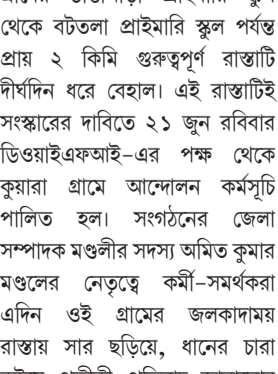 থেকে বটতলা প্রাইমারি স্কুল পর্যন্ত
প্রায় ২ কিমি গুরুত্বপূর্ণ রাস্তাটি
দীর্ঘদিন ধরে বেহাল। এই রাস্তাটিই
সংস্কারের দাবিতে ২১ জুন রবিবার
ডিওয়াইএফআই-এর পক্ষ থেকে
কুয়ারা গ্রামে আন্দোলন কর্মসূচি
পালিত হল। সংগঠনের জেলা
সম্পাদক মণ্ডলীর সদস্য অমিত কুমার
মণ্ডলের নেতৃত্বে কর্মী-সমর্থকরা
এদিন ওই গ্রামের জলকাদাময়
রাস্তায় সার ছড়িয়ে, ধানের চারা